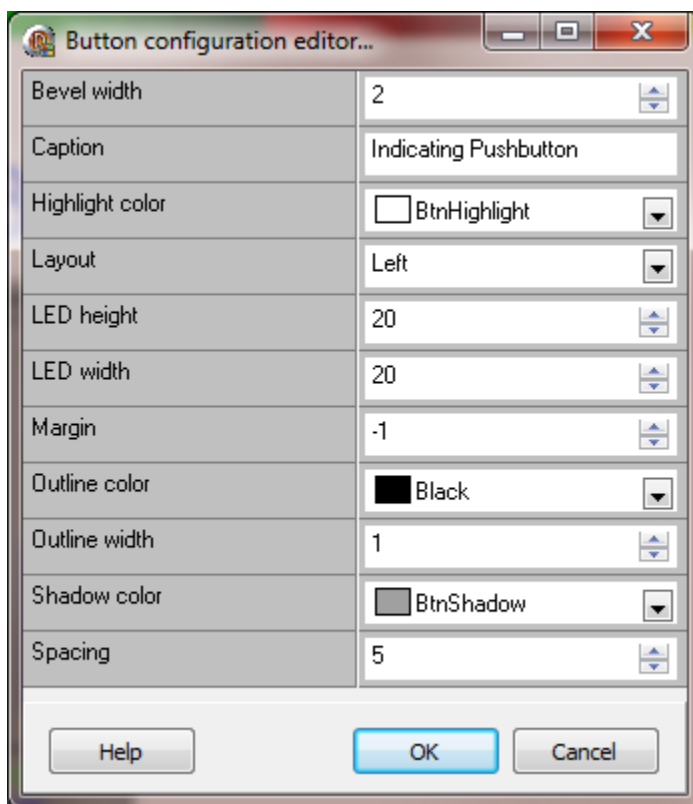 Button configuration editor...
Bevel width 2
Caption Indicating Pushbutton
Highlight color BtnHighlight
Layout Left
LED height 20
LED width 20
Margin -1
Outline color Black
Outline width 1
Shadow color BtnShadow
Spacing 5
Help OK Cancel